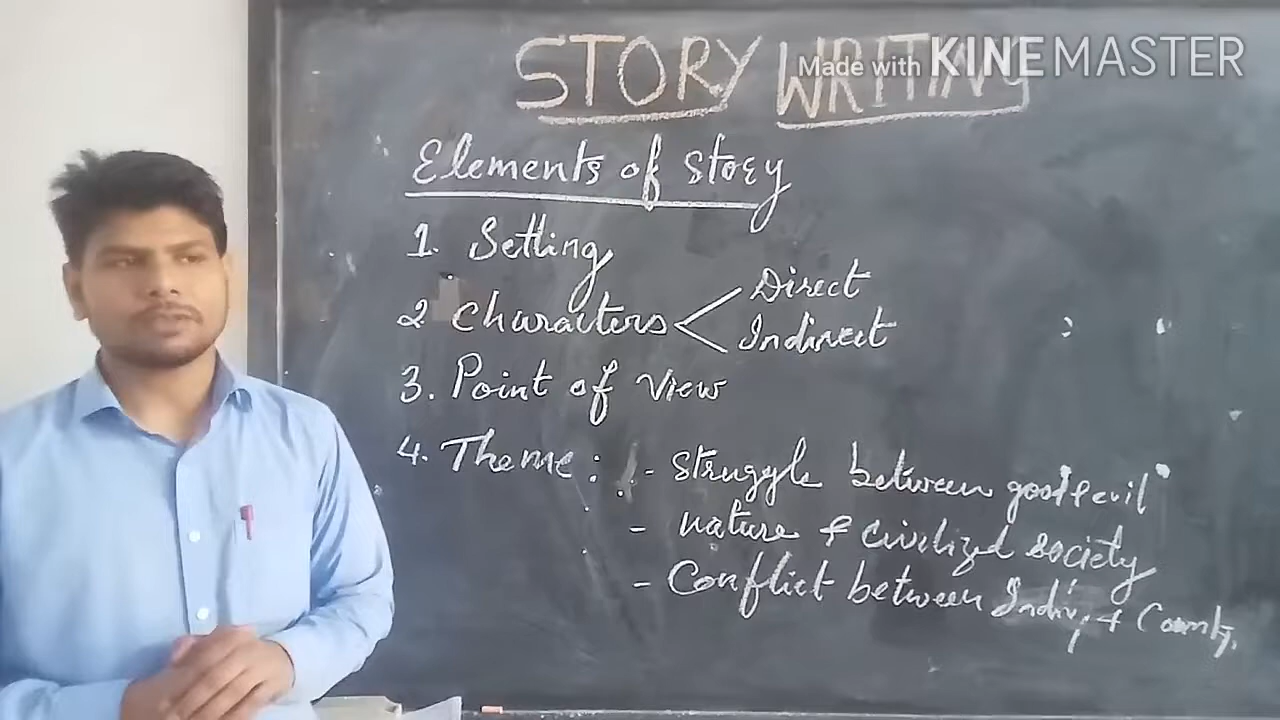 STORY WRITING
Made with KINEMASTER
Elements of Story
1. Setting
2 Characters < Direct
Indirect
3. Point of View
4. Theme : - Struggle between good & evil
- nature & Civilized society
- Conflict between Indiv, &